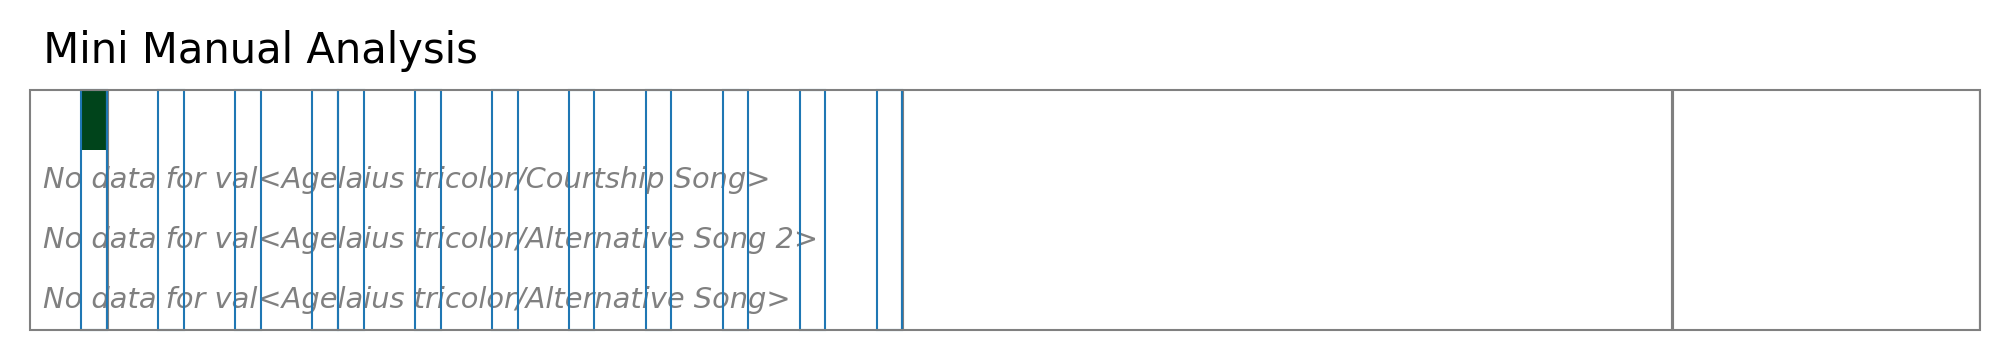 Mini Manual Analysis
No data for val<Agelaius tricolor/Courtship Song>
No data for val<Agelaius tricolor/Alternative Song 2>
No data for val<Agelaius tricolor/Alternative Song>